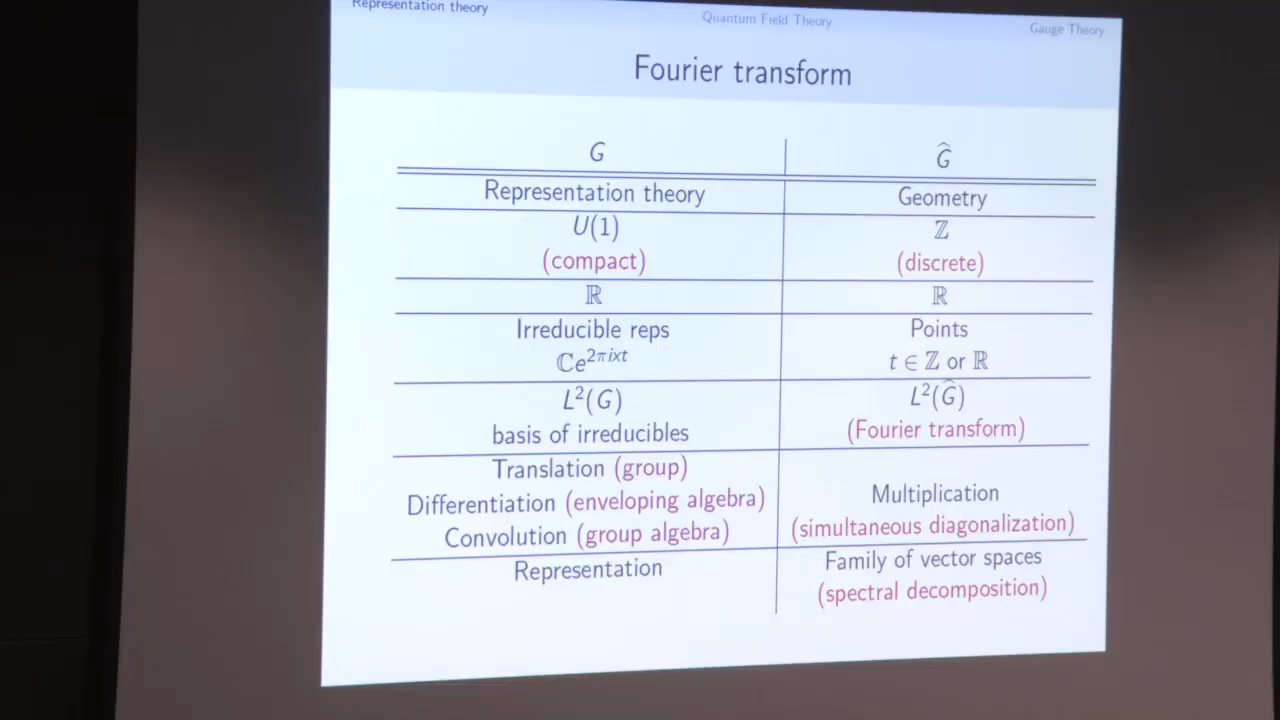 Representation theory
Quantum Field Theory
Gauge Theory
Fourier transform
G
Ĝ
Representation theory
Geometry
U(1)
ℤ
(compact)
(discrete)
ℝ
ℝ
Irreducible reps
Points
ℂe^{2πixt}
t ∈ ℤ or ℝ
L²(G)
L²(Ĝ)
basis of irreducibles
(Fourier transform)
Translation (group)
Differentiation (enveloping algebra)
Multiplication
Convolution (group algebra)
(simultaneous diagonalization)
Representation
Family of vector spaces
(spectral decomposition)